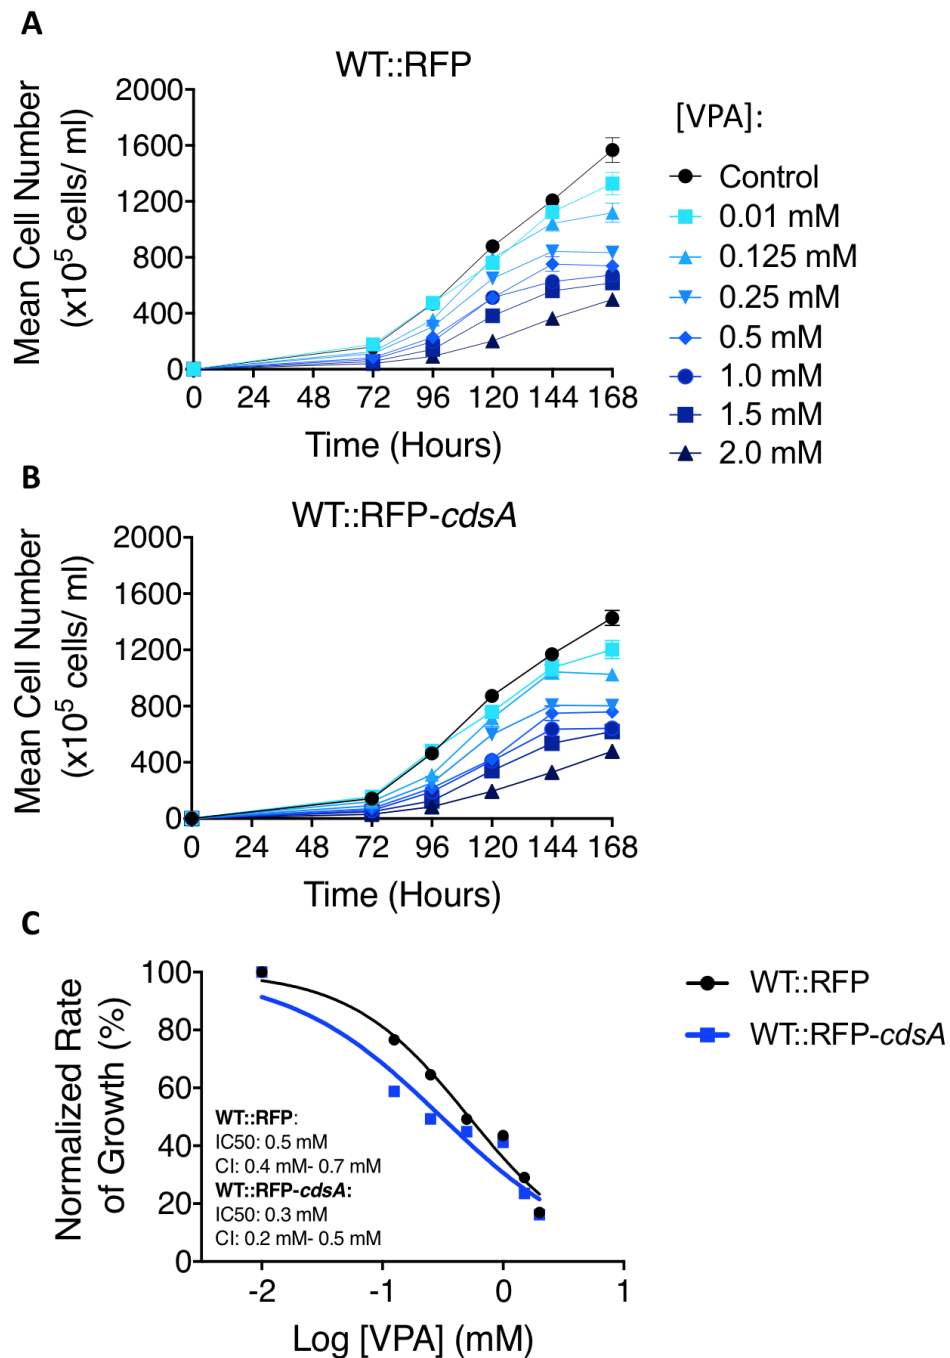 A
WT::RFP
Mean Cell Number
(x10⁵ cells/ ml)
2000
1600
1200
800
400
0
0 24 48 72 96 120 144 168
Time (Hours)
[VPA]:
Control
0.01 mM
0.125 mM
0.25 mM
0.5 mM
1.0 mM
1.5 mM
2.0 mM
B
WT::RFP-cdsA
Mean Cell Number
(x10⁵ cells/ ml)
2000
1600
1200
800
400
0
0 24 48 72 96 120 144 168
Time (Hours)
C
Normalized Rate
of Growth (%)
100
80
60
40
20
0
WT::RFP:
IC50: 0.5 mM
CI: 0.4 mM- 0.7 mM
WT::RFP-cdsA:
IC50: 0.3 mM
CI: 0.2 mM- 0.5 mM
-2 -1 0 1
Log [VPA] (mM)
WT::RFP
WT::RFP-cdsA